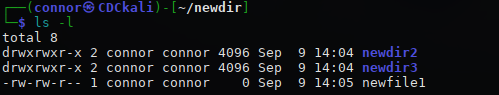 ┌──(connor㉿CDCkali)-[~/newdir]
└─$ ls -l
total 8
drwxrwxr-x 2 connor connor 4096 Sep  9 14:04 newdir2
drwxrwxr-x 2 connor connor 4096 Sep  9 14:04 newdir3
-rw-rw-r-- 1 connor connor    0 Sep  9 14:05 newfile1